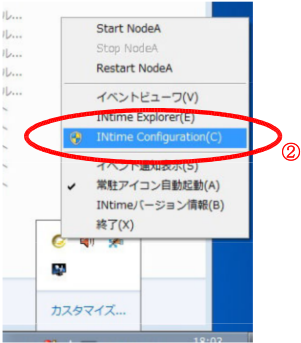 Start NodeA
Stop NodeA
Restart NodeA
イベントビューワ(V)
INtime Explorer(E)
INtime Configuration(C)
②
イベント通知表示(S)
常駐アイコン自動起動(A)
INtimeバージョン情報(B)
終了(X)
カスタマイズ...
18:03